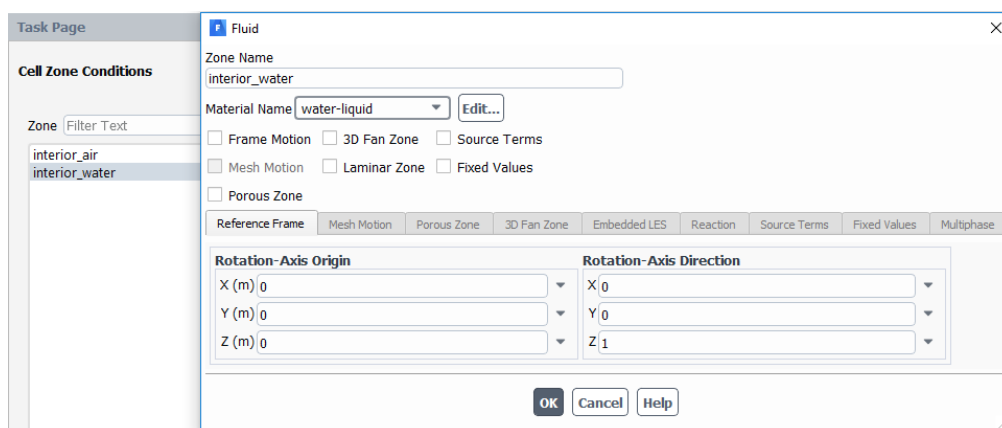 Task Page
Cell Zone Conditions
Zone Filter Text
interior_air
interior_water
F Fluid
Zone Name
interior_water
Material Name water-liquid Edit...
Frame Motion 3D Fan Zone Source Terms
Mesh Motion Laminar Zone Fixed Values
Porous Zone
Reference Frame Mesh Motion Porous Zone 3D Fan Zone Embedded LES Reaction Source Terms Fixed Values Multiphase
Rotation-Axis Origin Rotation-Axis Direction
X (m) 0 X 0
Y (m) 0 Y 0
Z (m) 0 Z 1
OK Cancel Help